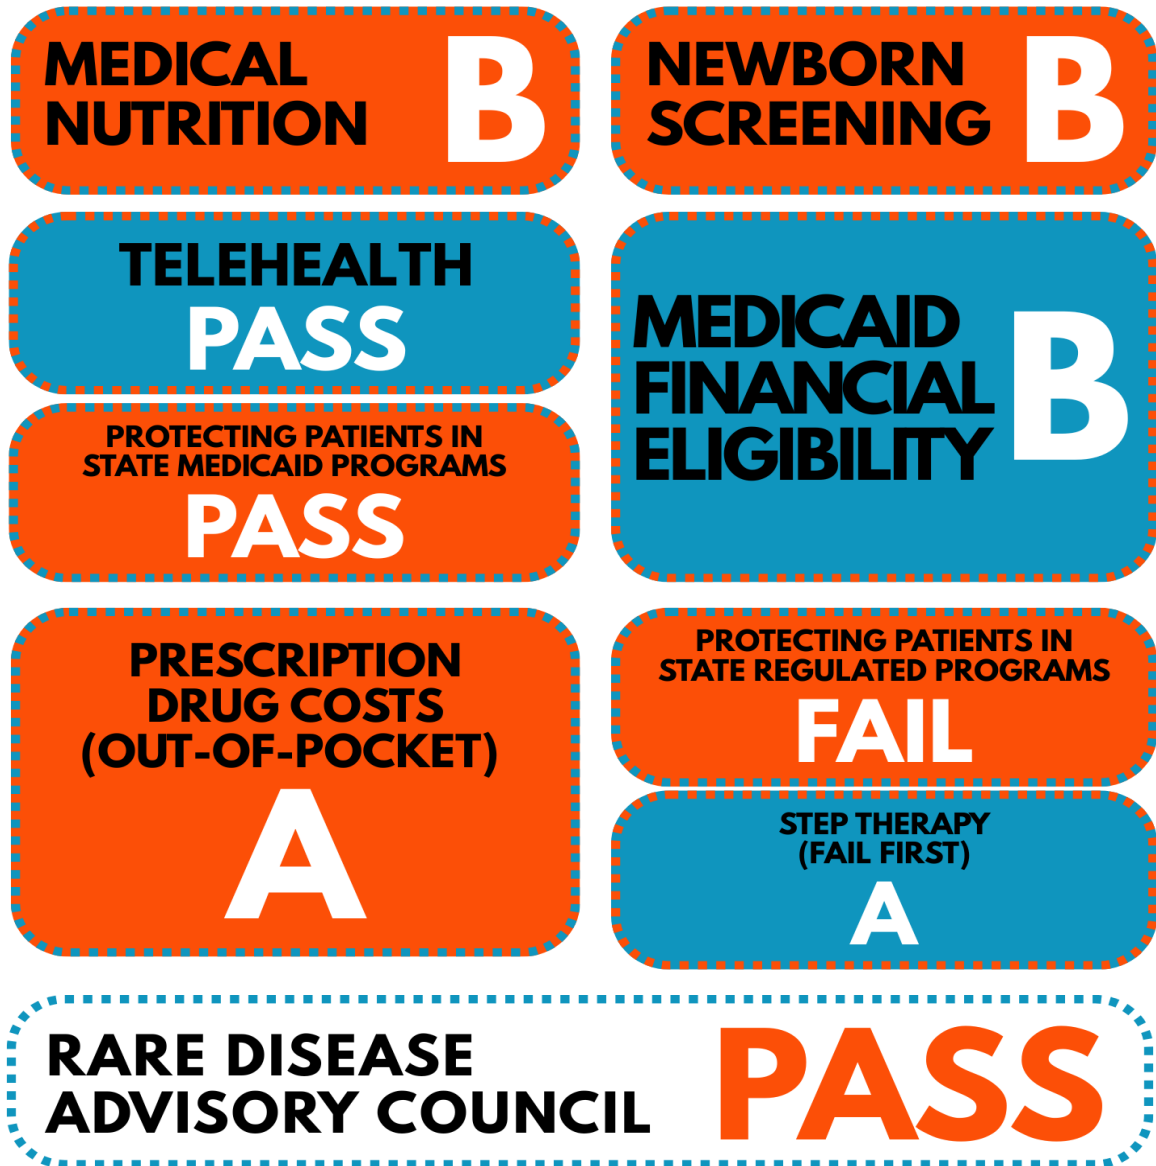 MEDICAL
NUTRITION
B
NEWBORN
SCREENING
B
TELEHEALTH
PASS
PROTECTING PATIENTS IN
STATE MEDICAID PROGRAMS
PASS
MEDICAID
FINANCIAL
ELIGIBILITY
B
PRESCRIPTION
DRUG COSTS
(OUT-OF-POCKET)
A
PROTECTING PATIENTS IN
STATE REGULATED PROGRAMS
FAIL
STEP THERAPY
(FAIL FIRST)
A
RARE DISEASE
ADVISORY COUNCIL
PASS